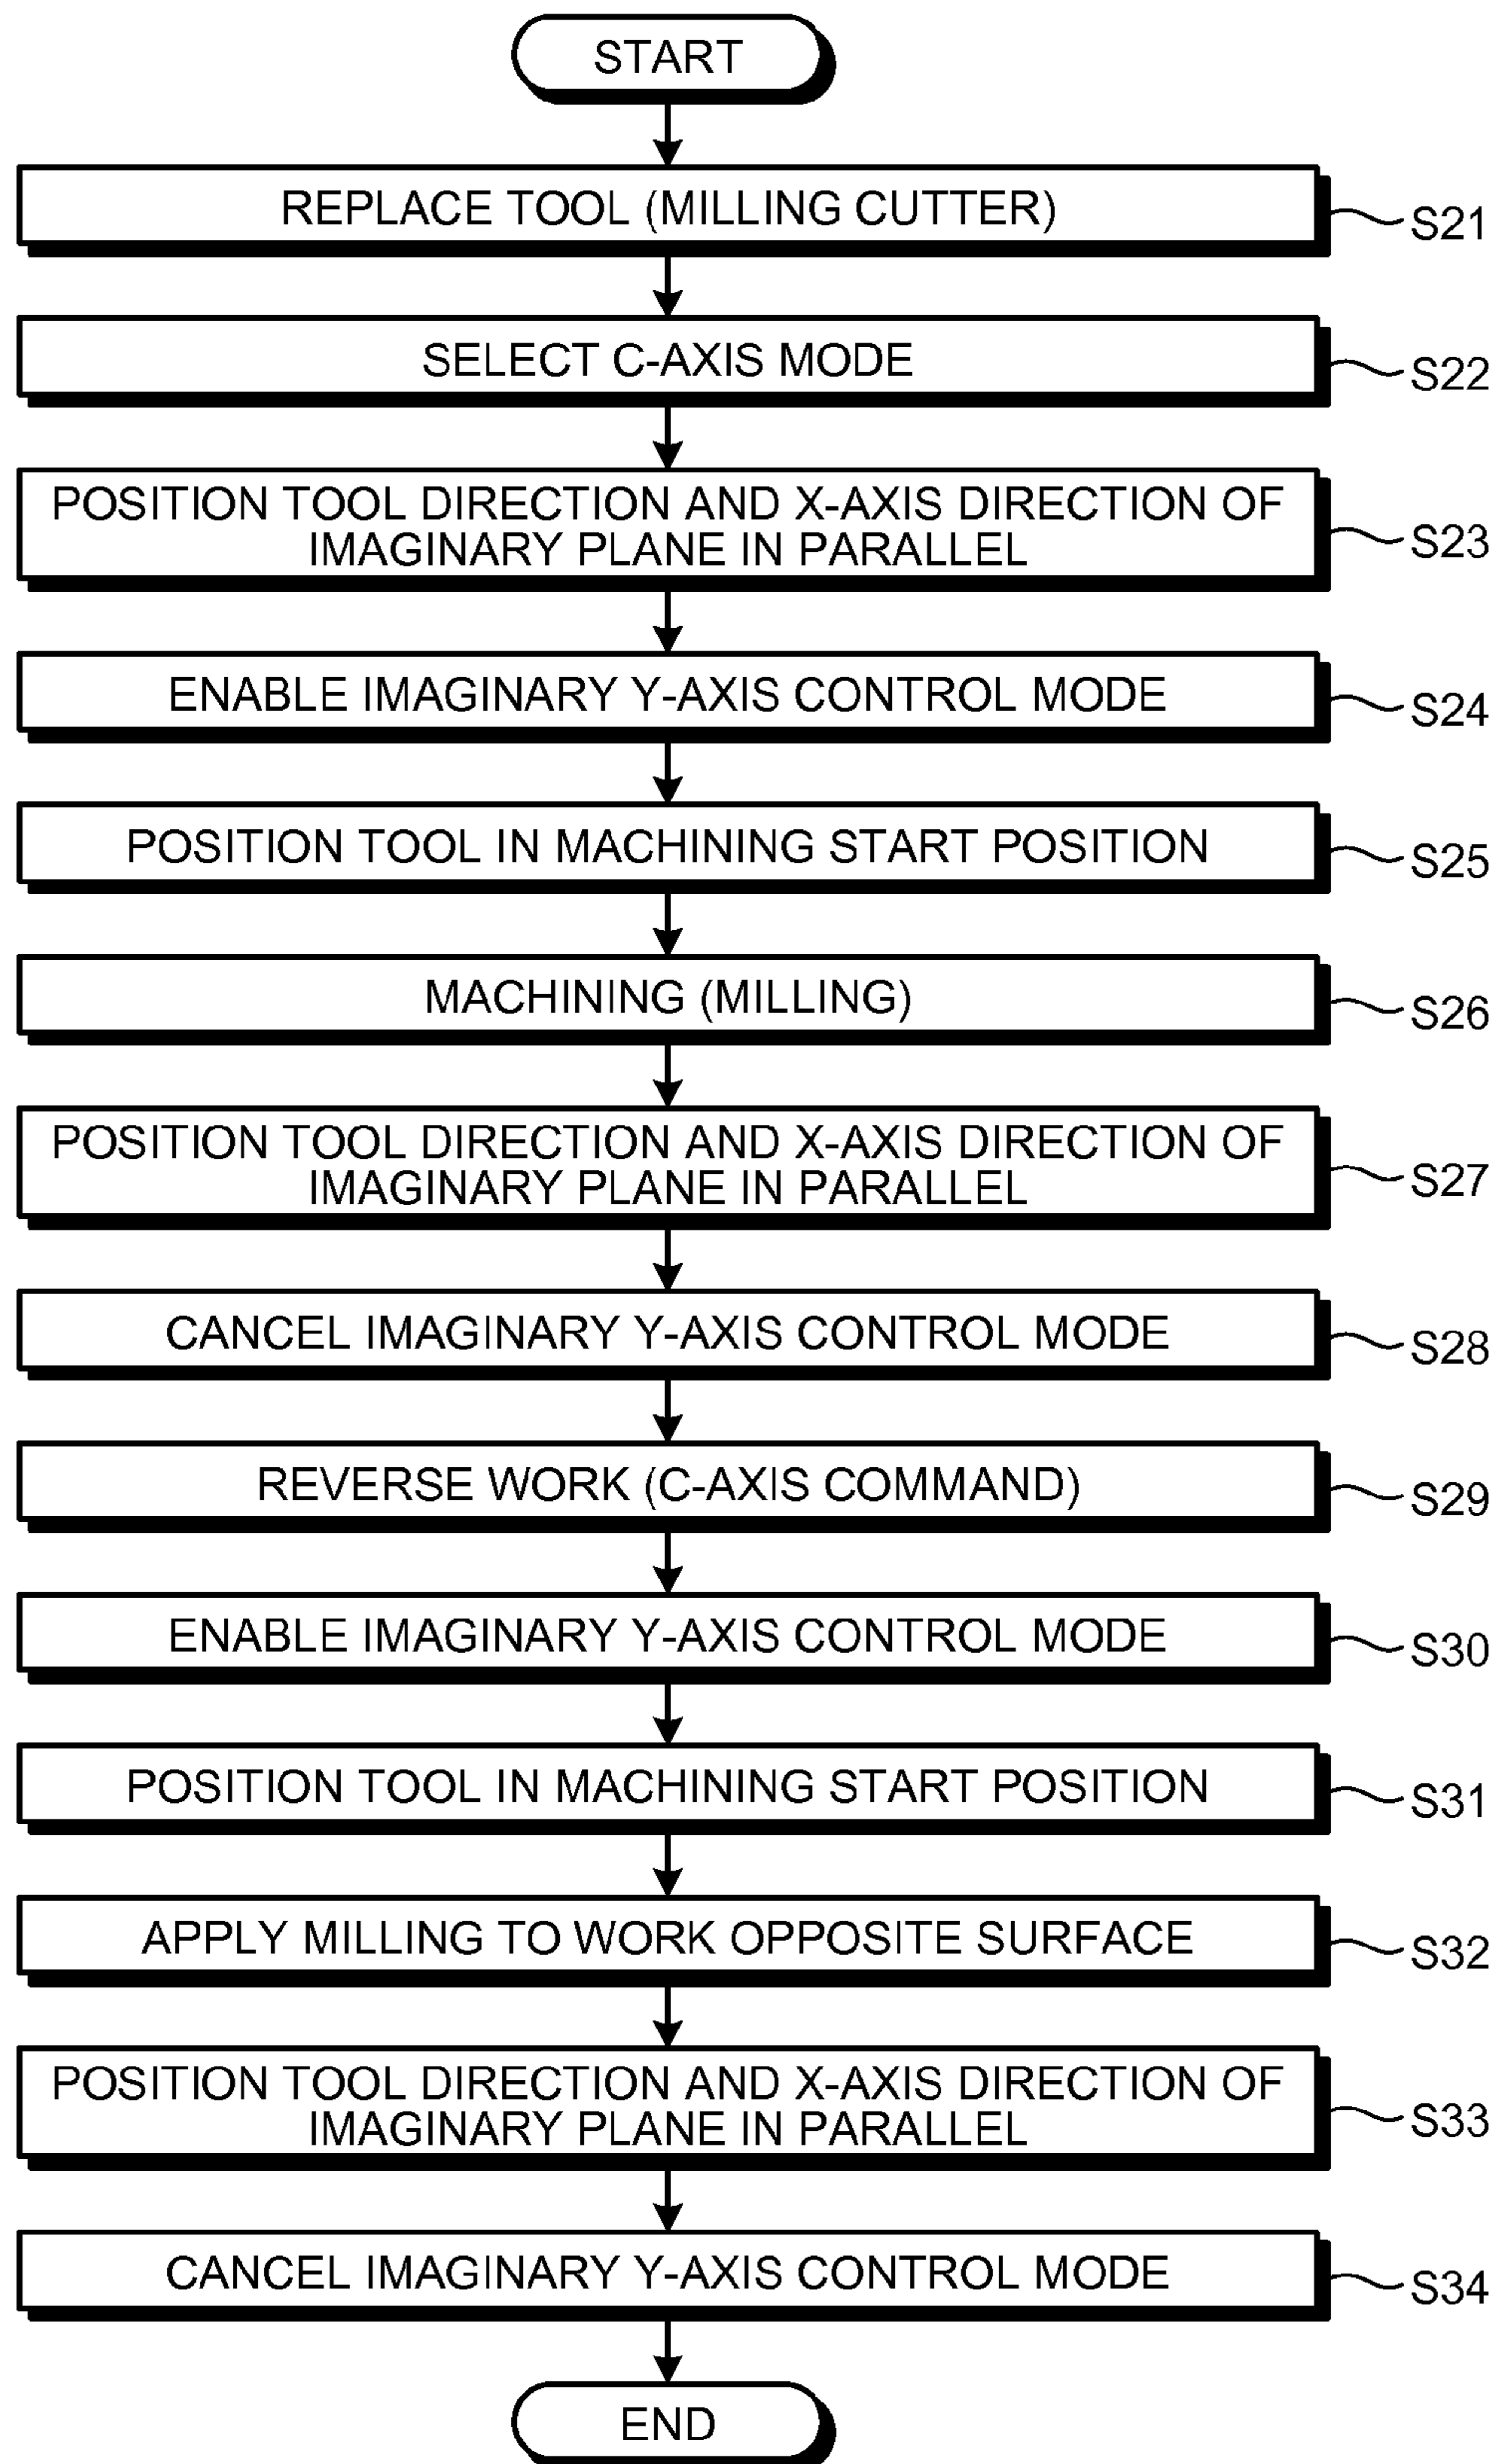 START
REPLACE TOOL (MILLING CUTTER)
S21
SELECT C-AXIS MODE
S22
POSITION TOOL DIRECTION AND X-AXIS DIRECTION OF
IMAGINARY PLANE IN PARALLEL
S23
ENABLE IMAGINARY Y-AXIS CONTROL MODE
S24
POSITION TOOL IN MACHINING START POSITION
S25
MACHINING (MILLING)
S26
POSITION TOOL DIRECTION AND X-AXIS DIRECTION OF
IMAGINARY PLANE IN PARALLEL
S27
CANCEL IMAGINARY Y-AXIS CONTROL MODE
S28
REVERSE WORK (C-AXIS COMMAND)
S29
ENABLE IMAGINARY Y-AXIS CONTROL MODE
S30
POSITION TOOL IN MACHINING START POSITION
S31
APPLY MILLING TO WORK OPPOSITE SURFACE
S32
POSITION TOOL DIRECTION AND X-AXIS DIRECTION OF
IMAGINARY PLANE IN PARALLEL
S33
CANCEL IMAGINARY Y-AXIS CONTROL MODE
S34
END